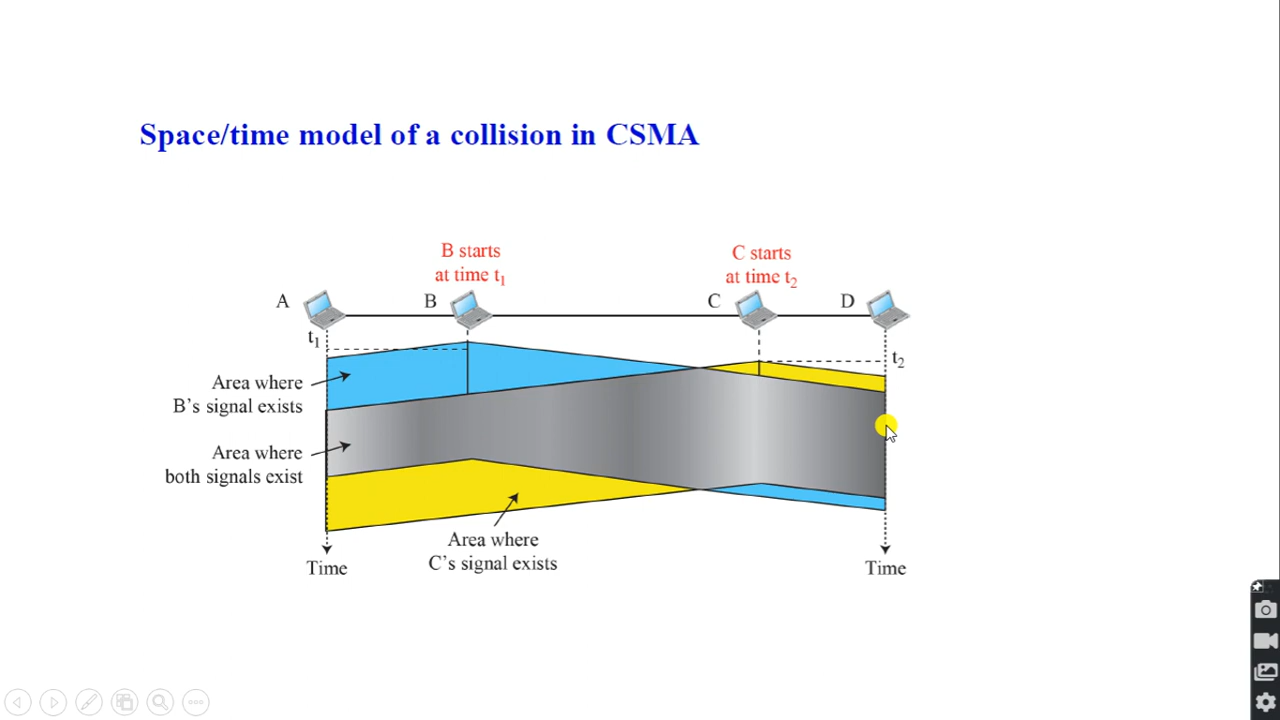 Space/time model of a collision in CSMA
B starts
at time t₁
C starts
at time t₂
A
B
C
D
t₁
t₂
Area where
B's signal exists
Area where
both signals exist
Area where
C's signal exists
Time
Time